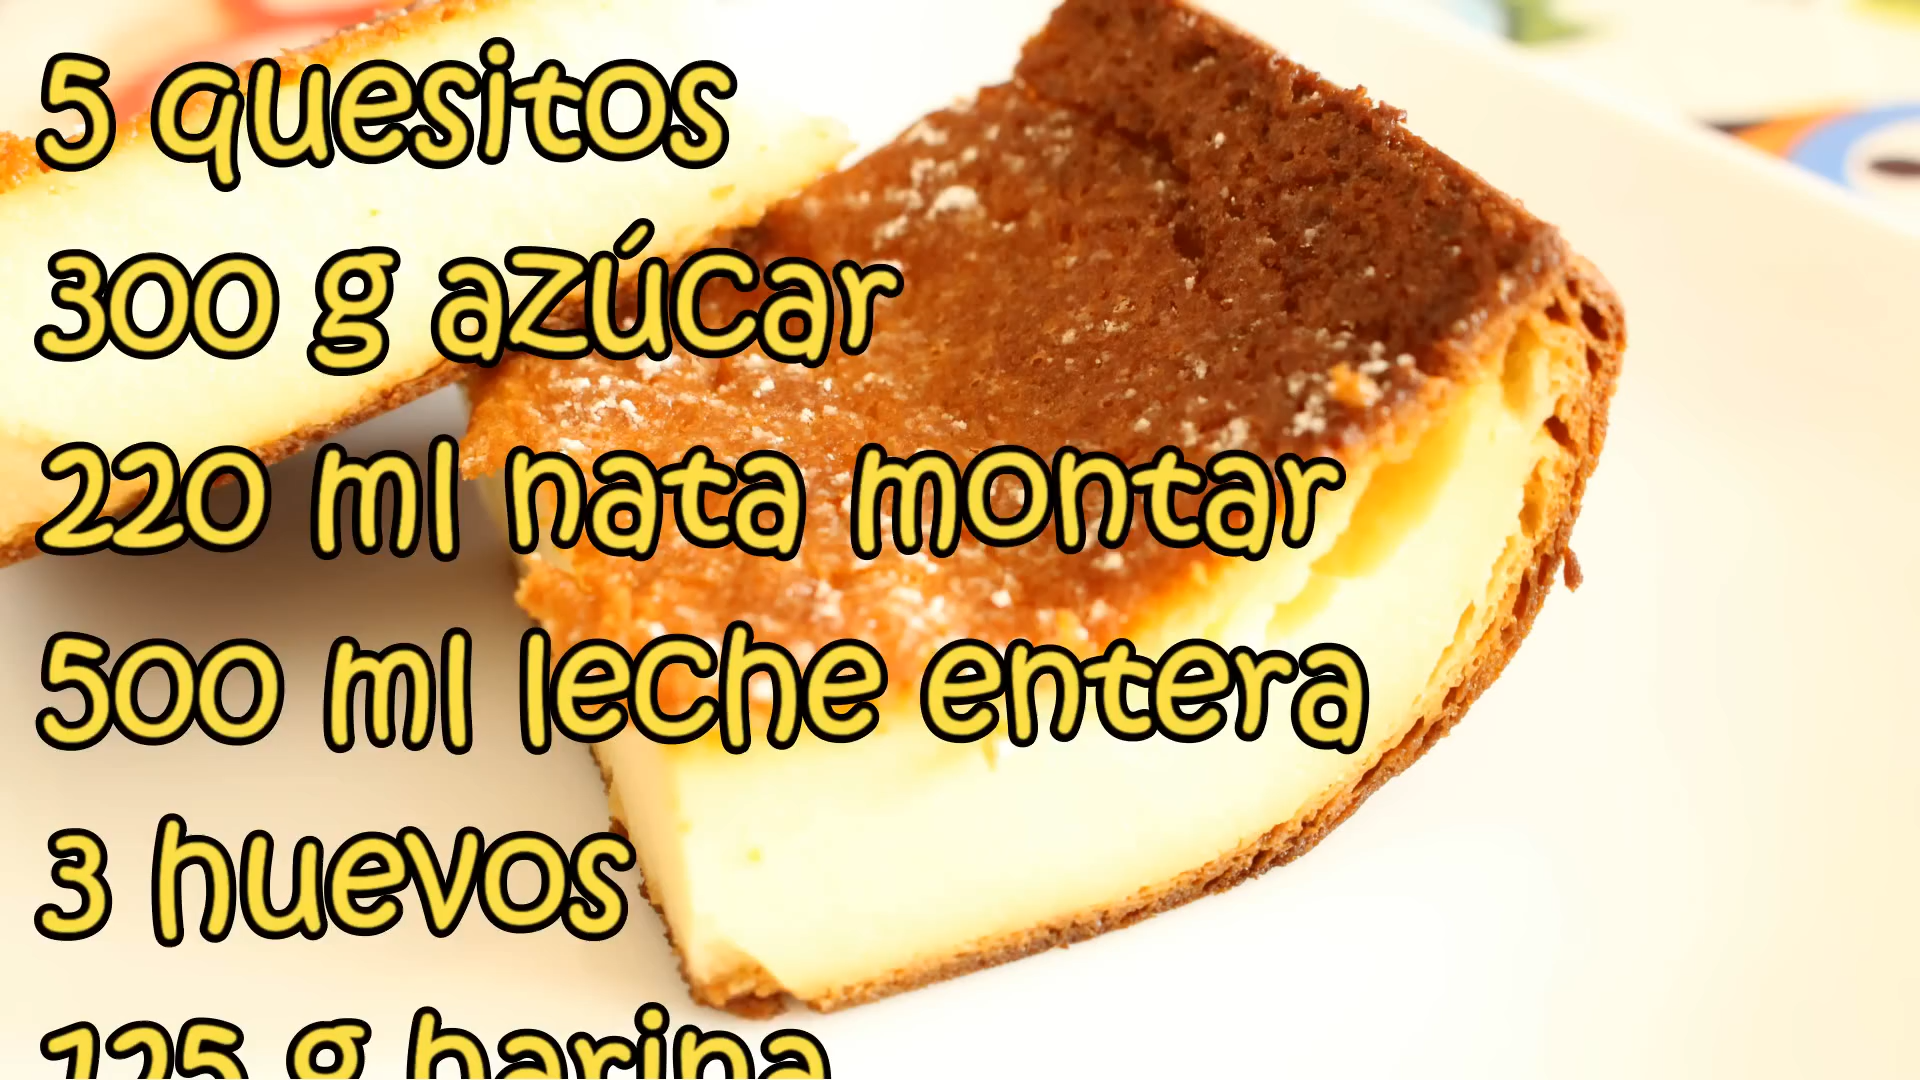 5 quesitos
300 g azúcar
220 ml nata montar
500 ml leche entera
3 huevos
125 g harina